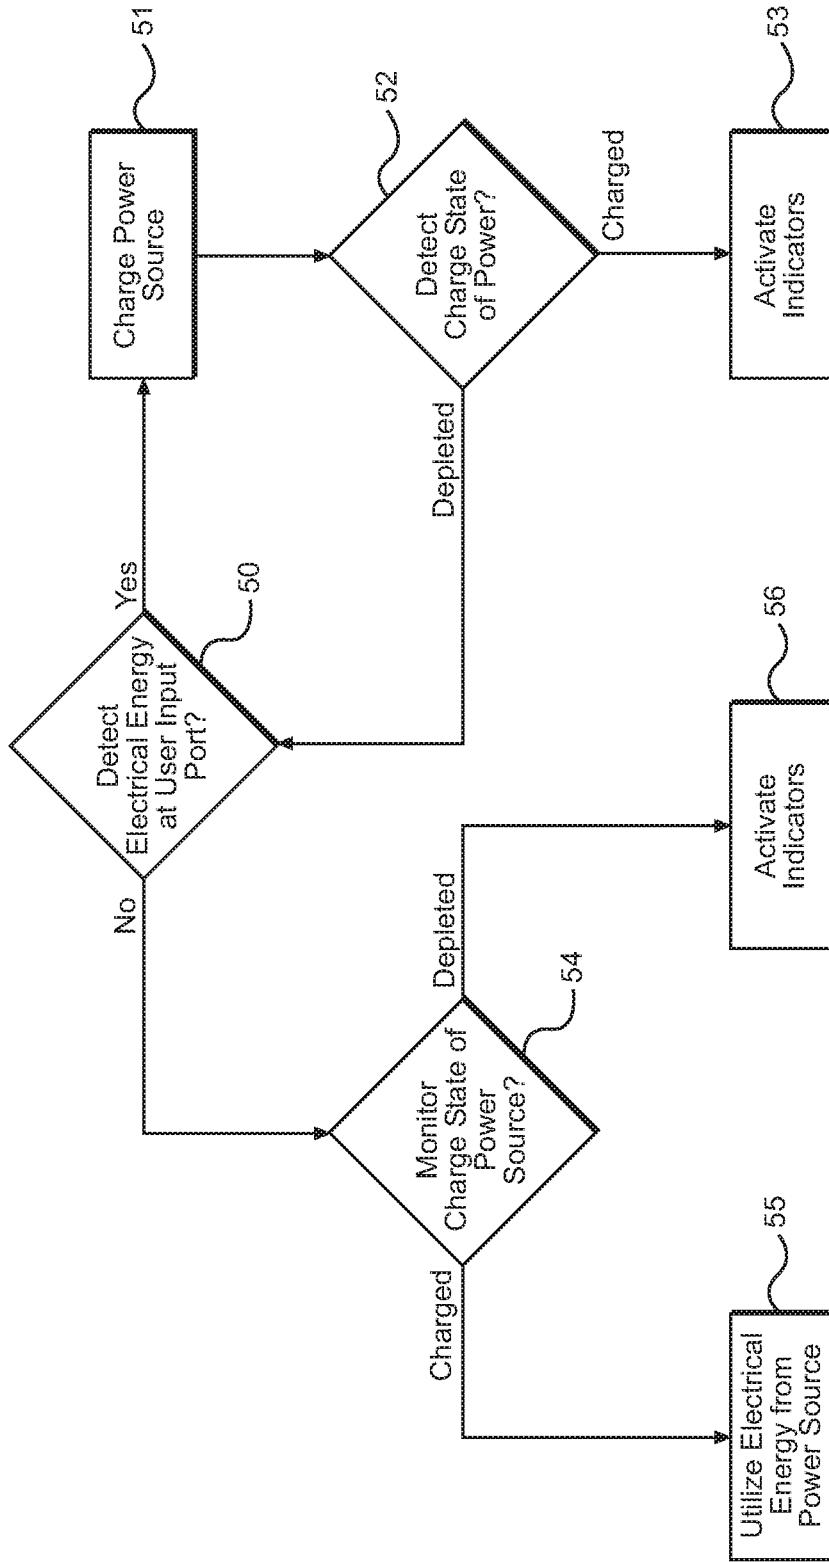 Detect
Electrical Energy
at User Input
Port?
50
No
Yes
Charge Power
Source
51
Monitor
Charge State of
Power
Source?
54
Charged
Depleted
Detect
Charge State
of Power?
52
Depleted
Charged
Utilize Electrical
Energy from
Power Source
55
Activate
Indicators
56
Activate
Indicators
53